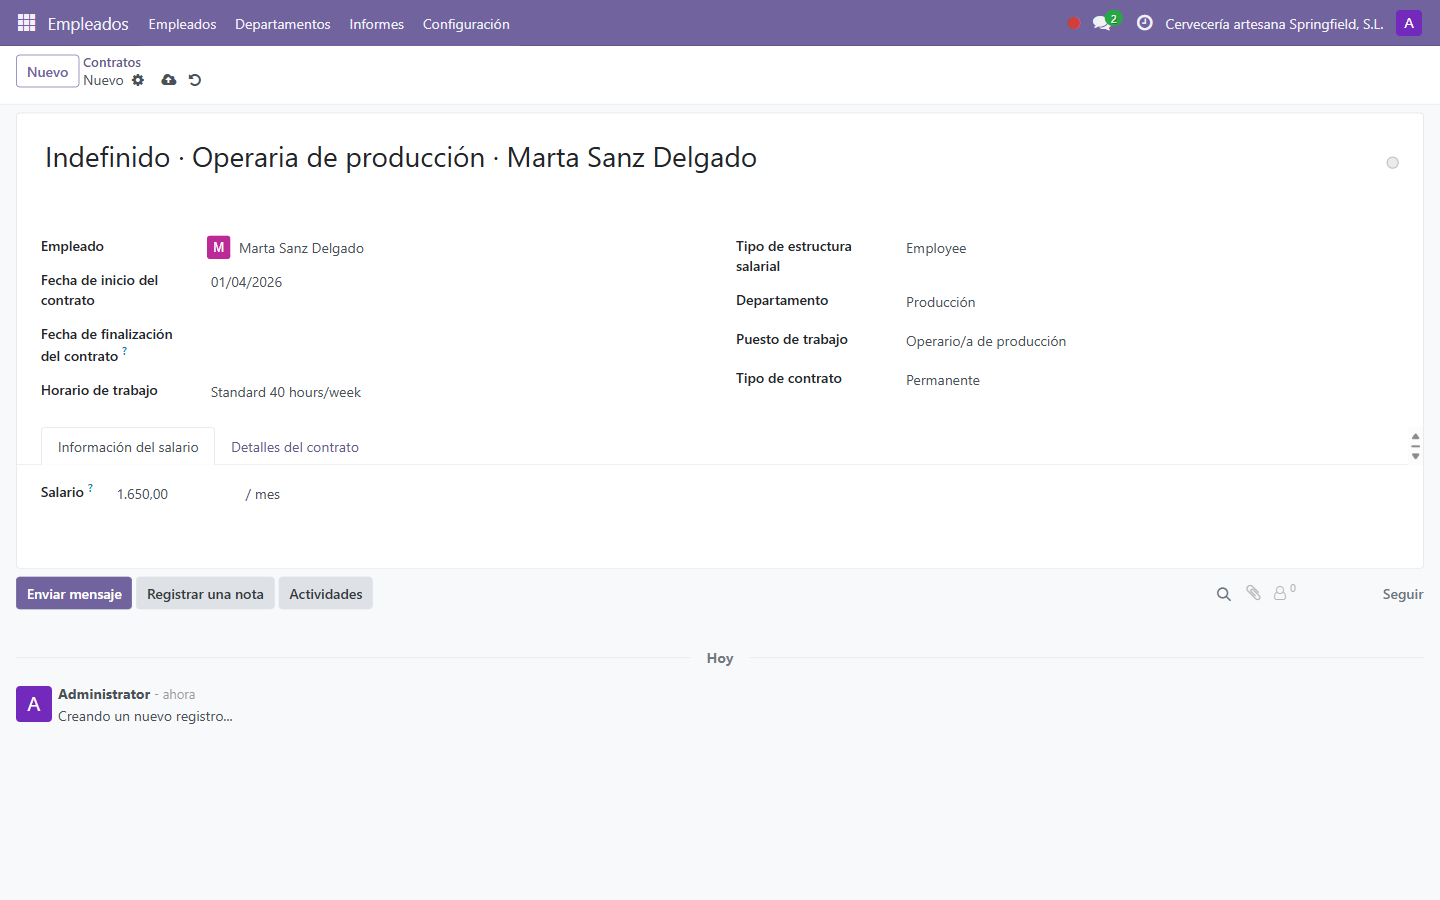 Empleados Empleados Departamentos Informes Configuración 2 Cervecería artesana Springfield, S.L. A
Nuevo Contratos
Nuevo
Indefinido · Operaria de producción · Marta Sanz Delgado
Empleado M Marta Sanz Delgado
Fecha de inicio del contrato 01/04/2026
Fecha de finalización del contrato ?
Horario de trabajo Standard 40 hours/week
Tipo de estructura salarial Employee
Departamento Producción
Puesto de trabajo Operario/a de producción
Tipo de contrato Permanente
Información del salario Detalles del contrato
Salario ? 1.650,00 / mes
Enviar mensaje Registrar una nota Actividades 0 Seguir
Hoy
A Administrator - ahora
Creando un nuevo registro...